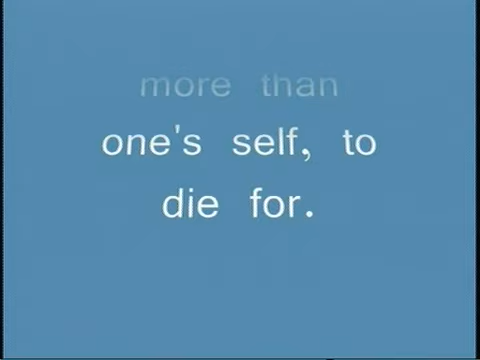 more than
one's self, to
die for.